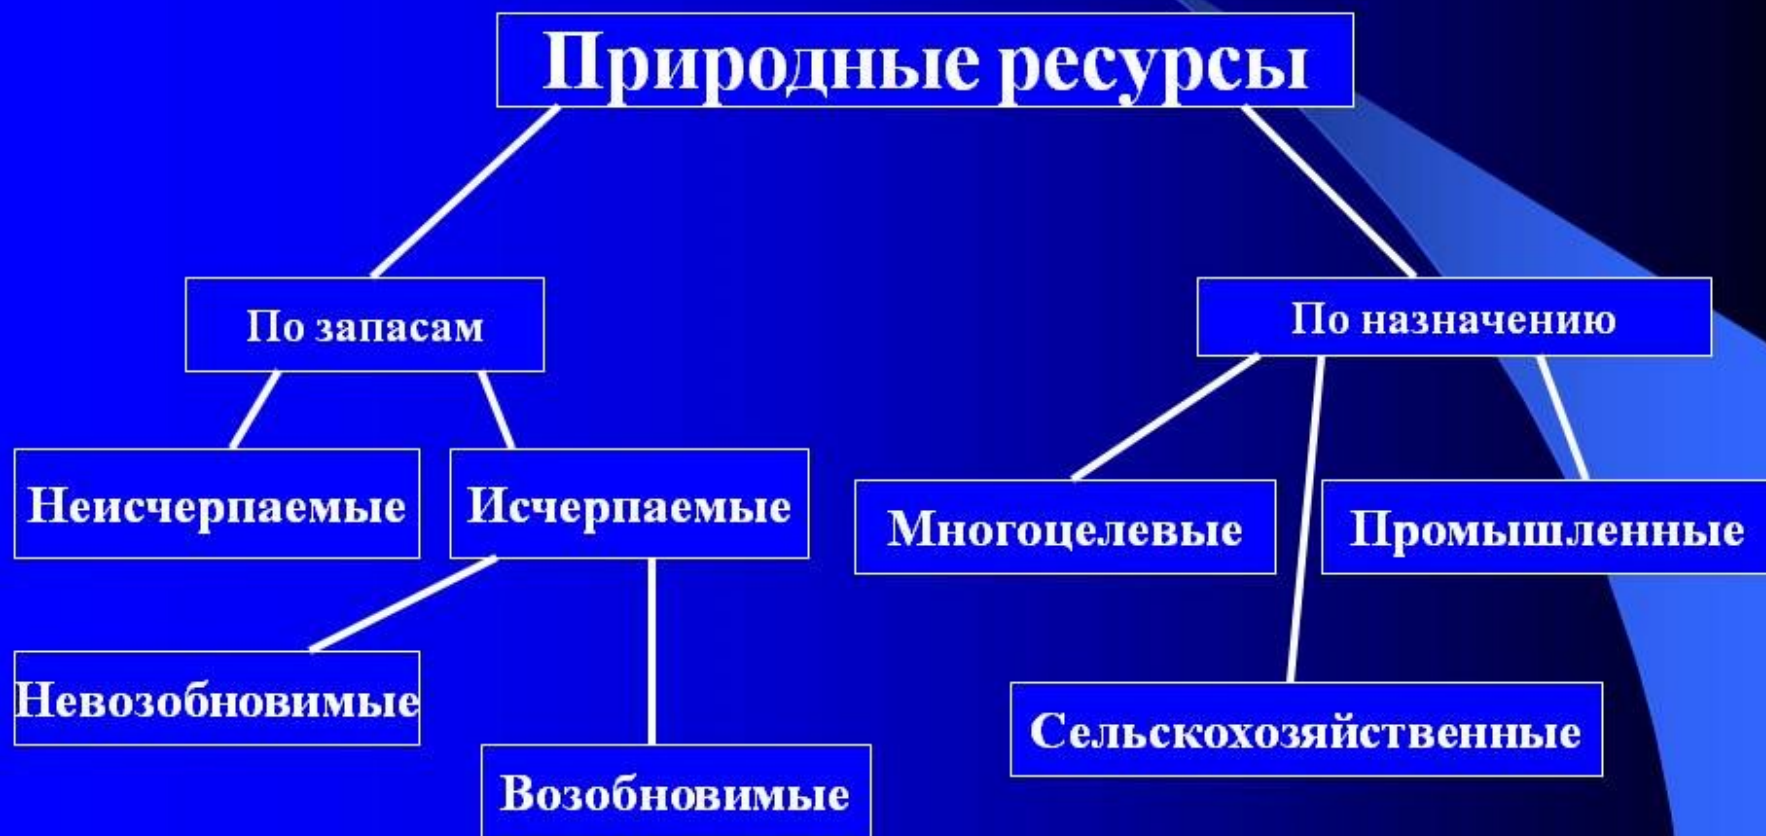 Природные ресурсы
По запасам
По назначению
Неисчерпаемые
Исчерпаемые
Многоцелевые
Промышленные
Невозобновимые
Сельскохозяйственные
Возобновимые